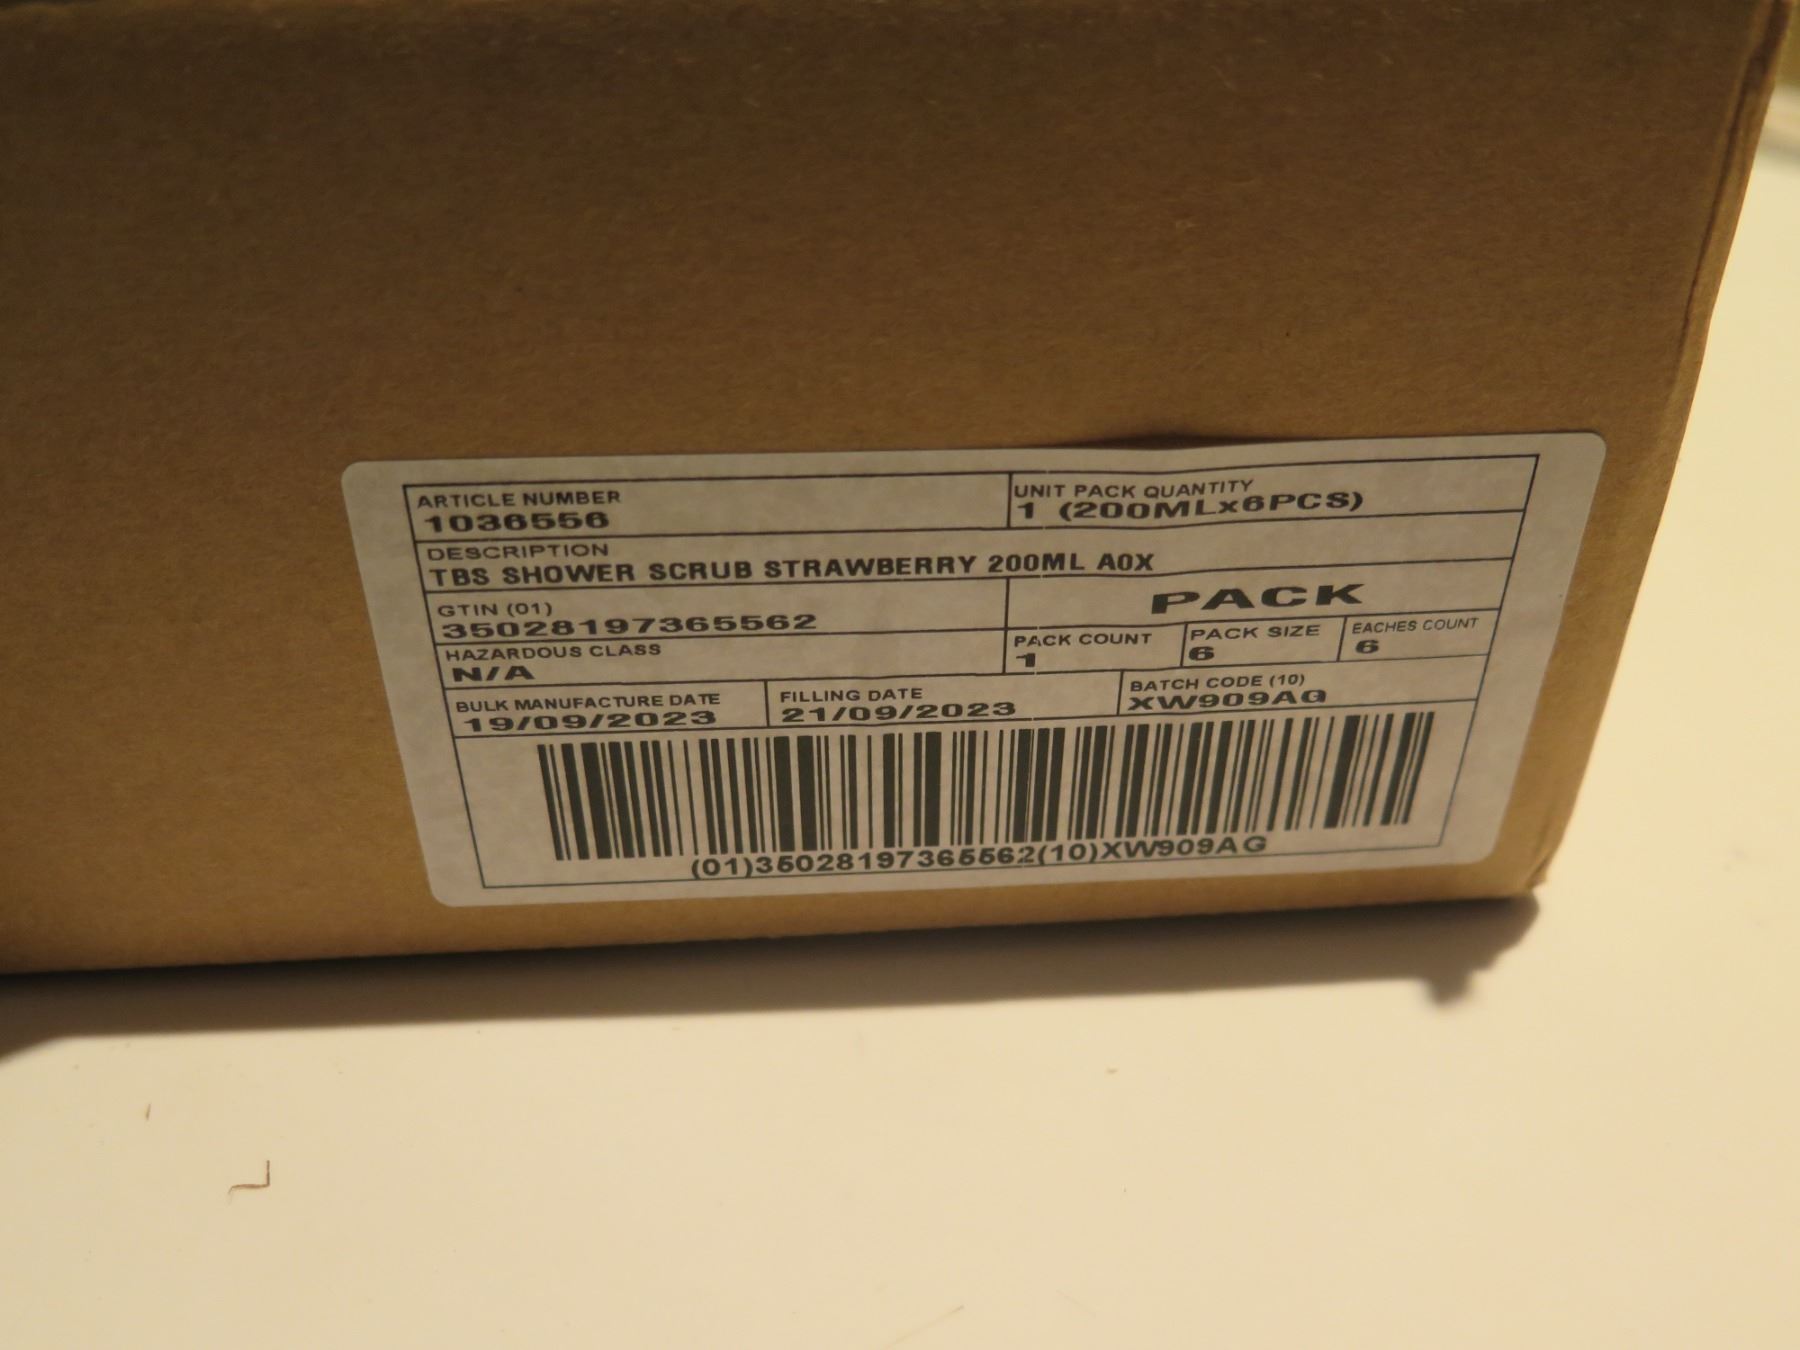 ARTICLE NUMBER
1036556
UNIT PACK QUANTITY
1 (200MLx6PCS)
DESCRIPTION
TBS SHOWER SCRUB STRAWBERRY 200ML A0X
GTIN (01)
35028197365562
PACK
HAZARDOUS CLASS
N/A
PACK COUNT
1
PACK SIZE
6
EACHES COUNT
6
BULK MANUFACTURE DATE
19/09/2023
FILLING DATE
21/09/2023
BATCH CODE (10)
XW909AG
(01)35028197365562(10)XW909AG